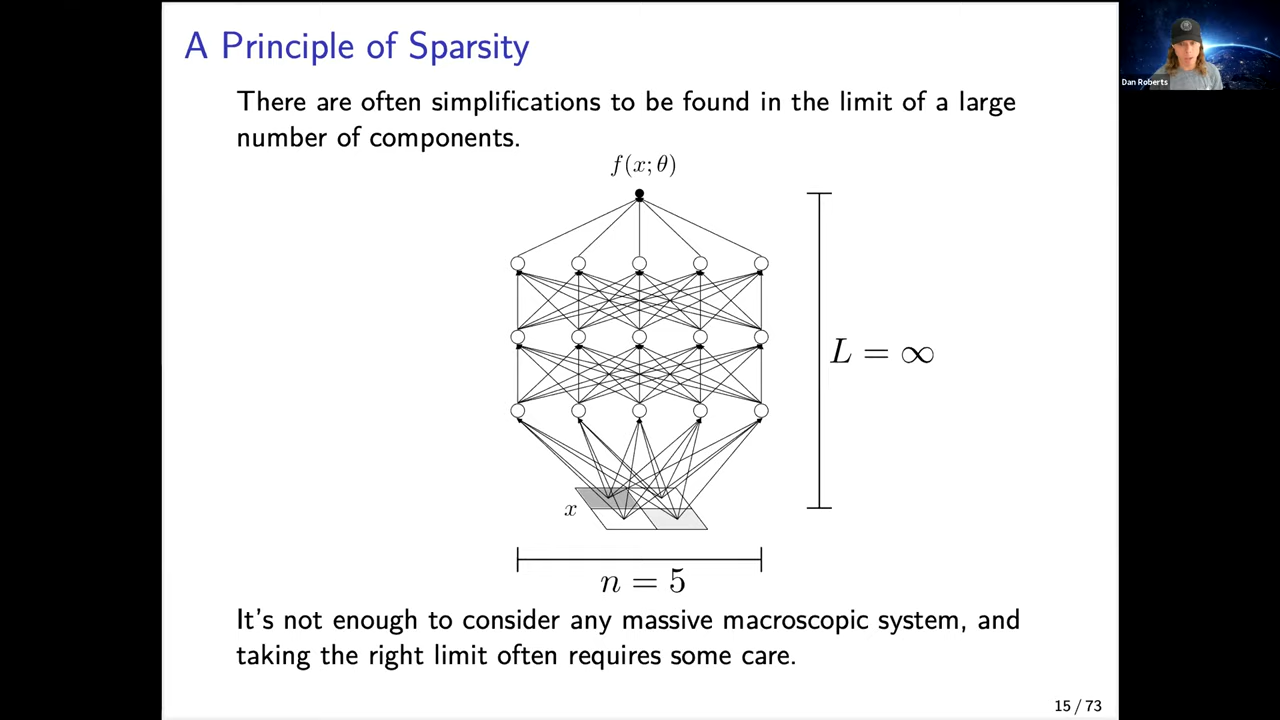 A Principle of Sparsity
Dan Roberts
There are often simplifications to be found in the limit of a large
number of components.
f(x; θ)
L = ∞
x
n = 5
It's not enough to consider any massive macroscopic system, and
taking the right limit often requires some care.
15 / 73